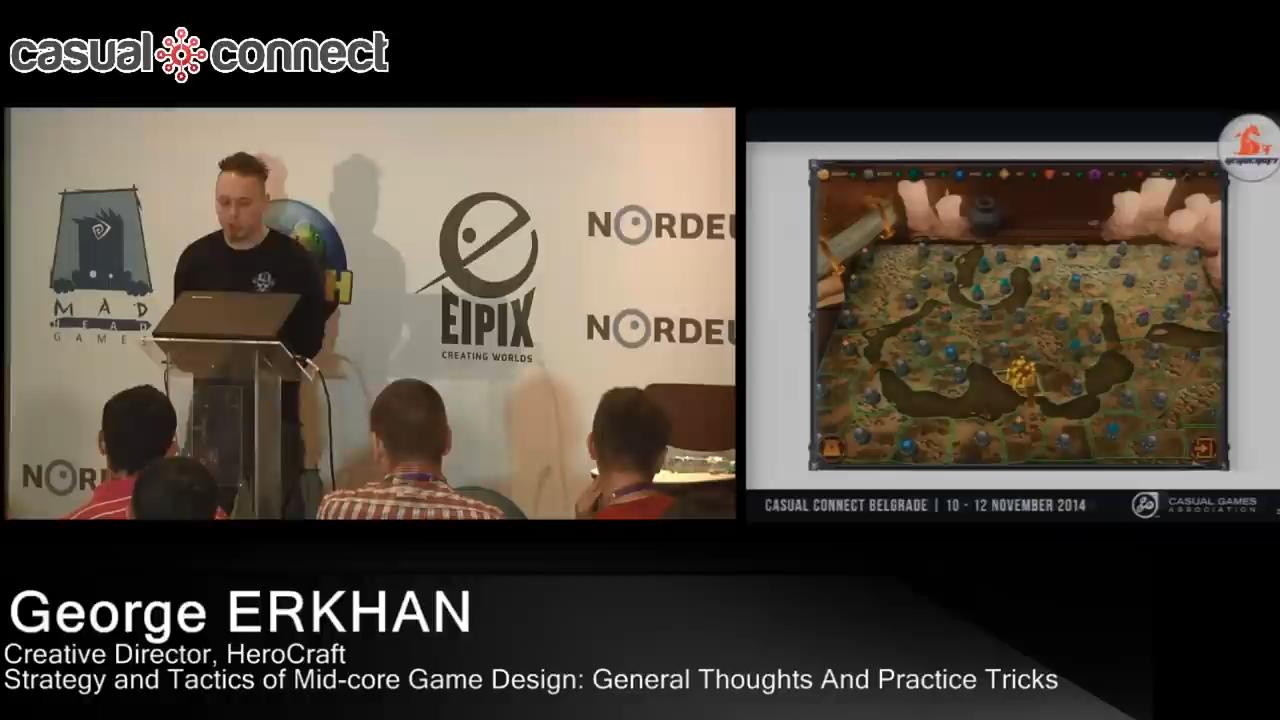 casual connect
MAD
HEAD
GAMES
EIPIX
CREATING WORLDS
NORDEU
NORDEU
NORD
H
HEROCRAFT
CASUAL CONNECT BELGRADE | 10 - 12 NOVEMBER 2014
CASUAL GAMES
ASSOCIATION
George ERKHAN
Creative Director, HeroCraft
Strategy and Tactics of Mid-core Game Design: General Thoughts And Practice Tricks